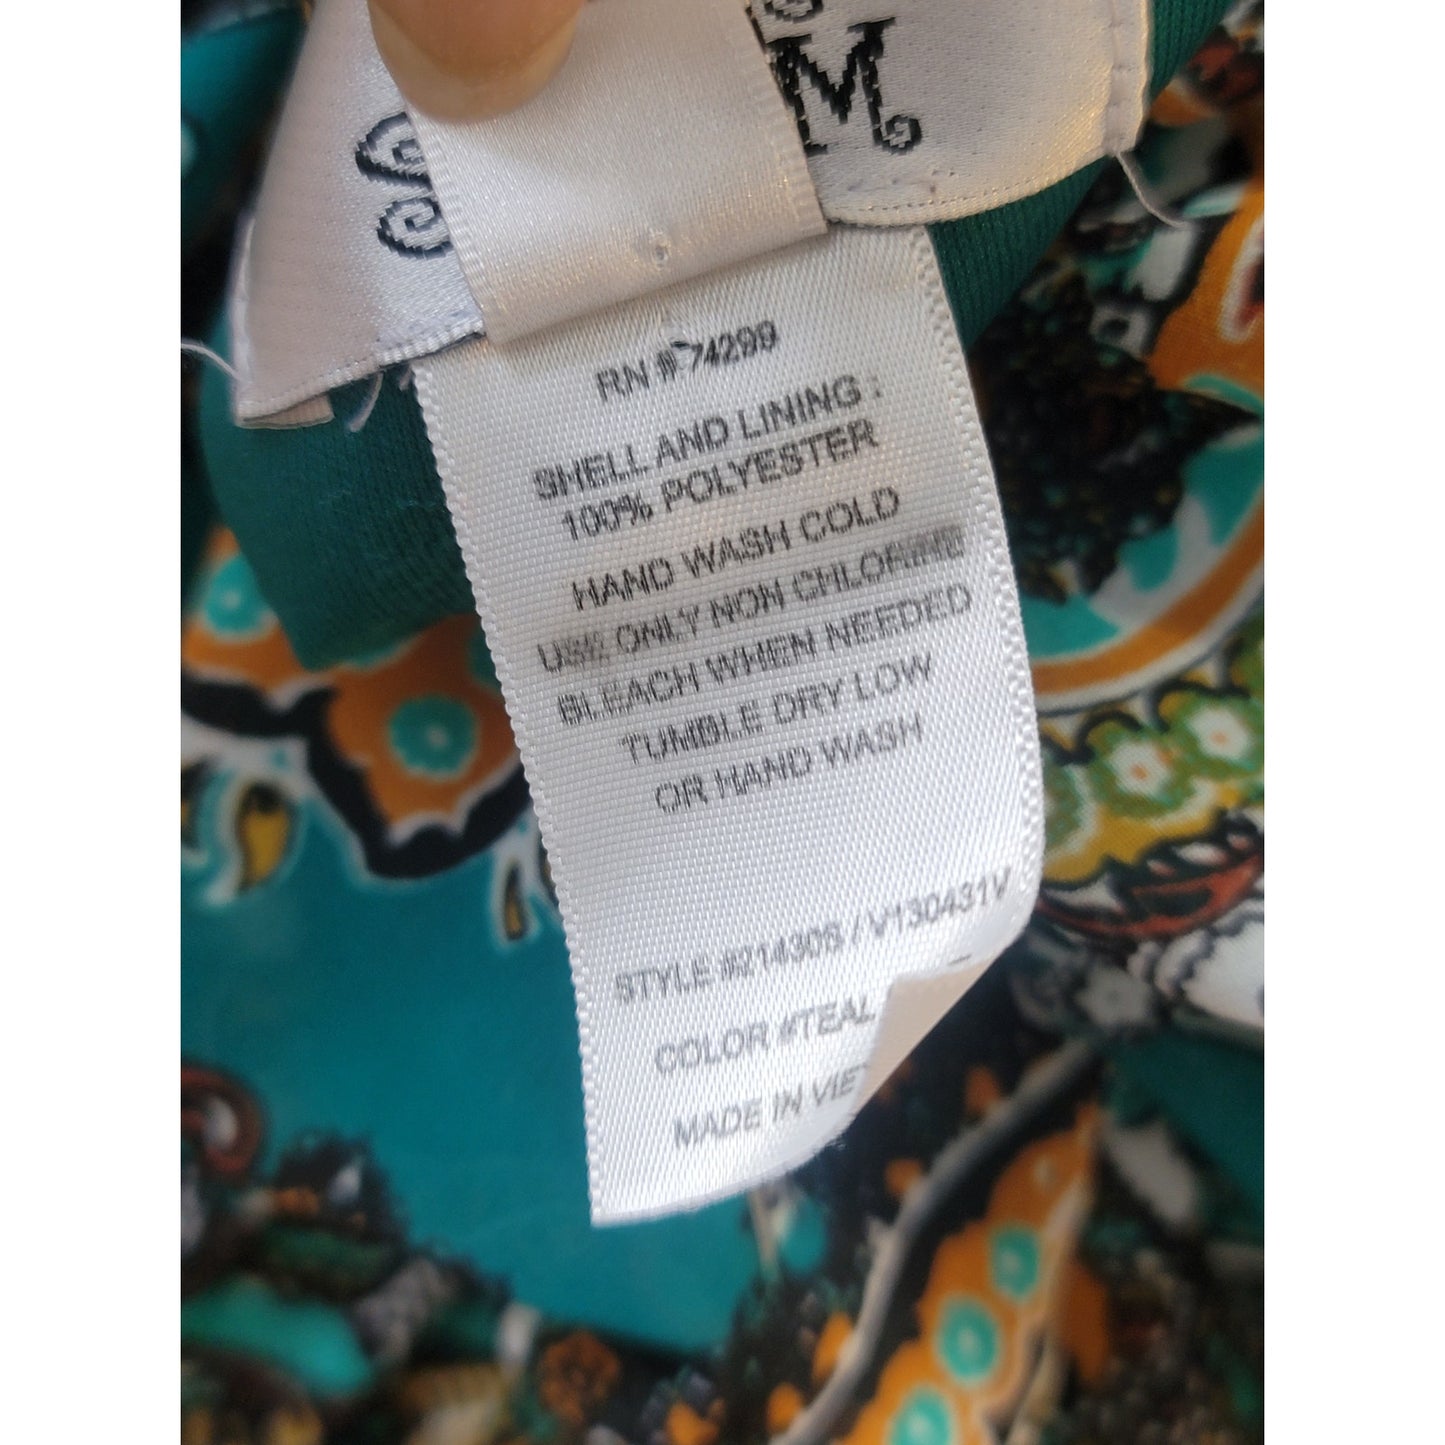 M
RN # 74299
SHELL AND LINING :
100% POLYESTER
HAND WASH COLD
USE ONLY NON CHLORINE
BLEACH WHEN NEEDED
TUMBLE DRY LOW
OR HAND WASH
STYLE #21430S / V130431V
COLOR #TEAL
MADE IN VIE